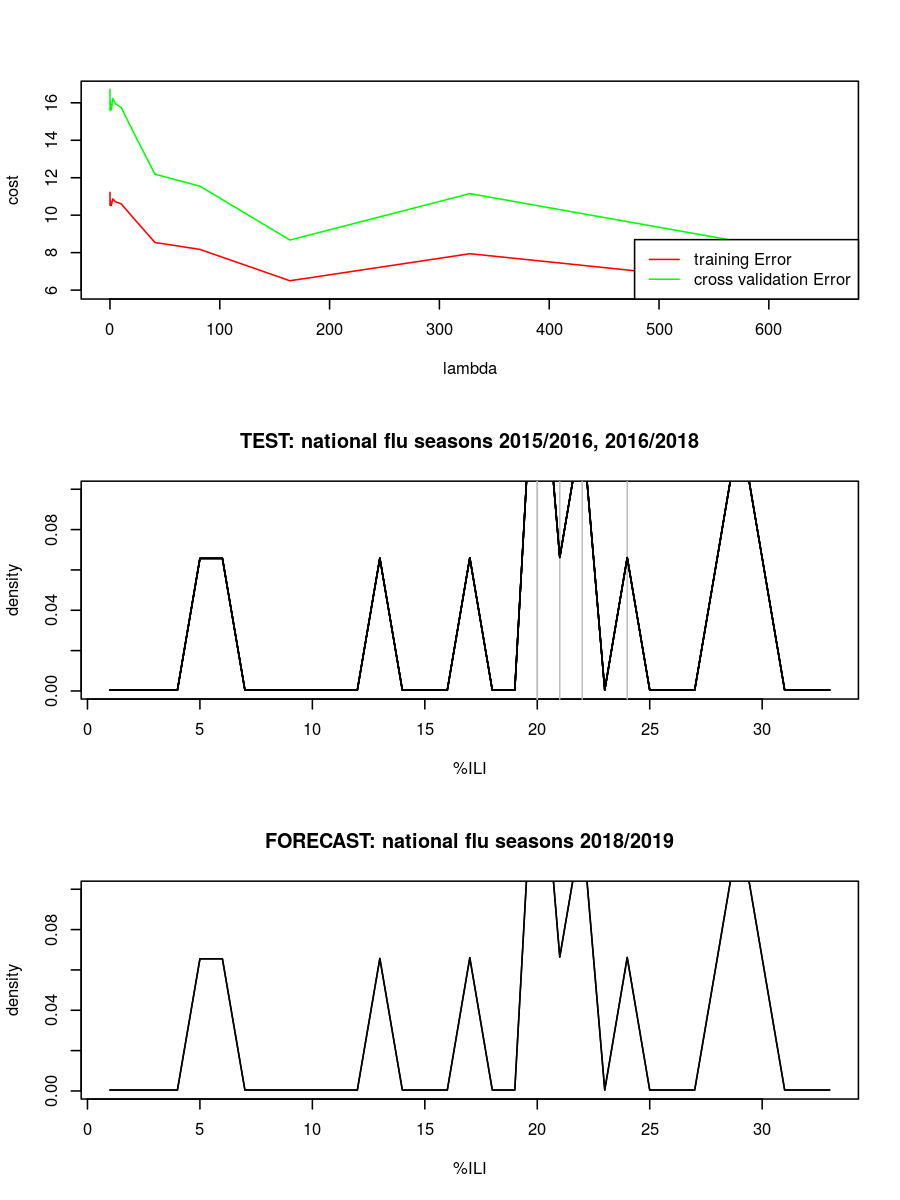 16
14
12
10
8
6
cost
0 100 200 300 400 500 600
lambda
training Error
cross validation Error
TEST: national flu seasons 2015/2016, 2016/2018
0.08
0.04
0.00
density
0 5 10 15 20 25 30
%ILI
FORECAST: national flu seasons 2018/2019
0.08
0.04
0.00
density
0 5 10 15 20 25 30
%ILI